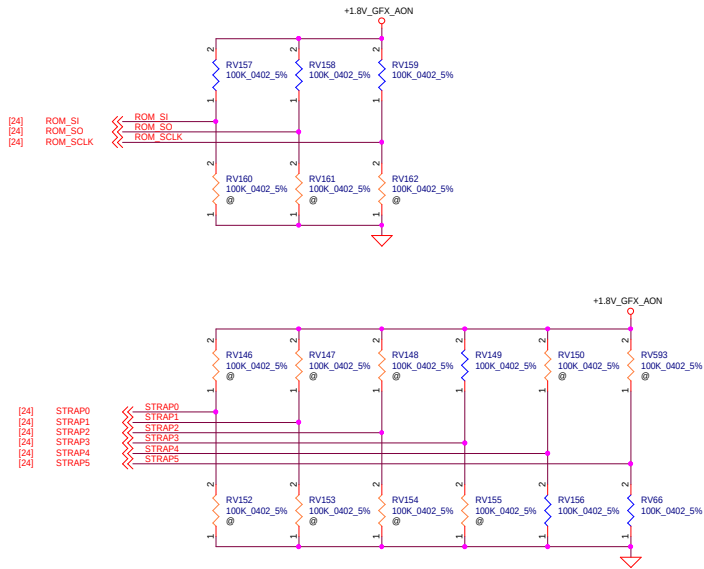 +1.8V_GFX_AON
2 2 2
RV157 RV158 RV159
100K_0402_5% 100K_0402_5% 100K_0402_5%
1 1 1
[24] ROM_SI ROM_SI
[24] ROM_SO ROM_SO
[24] ROM_SCLK ROM_SCLK
2 2 2
RV160 RV161 RV162
100K_0402_5% 100K_0402_5% 100K_0402_5%
@ @ @
1 1 1
+1.8V_GFX_AON
2 2 2 2 2 2
RV146 RV147 RV148 RV149 RV150 RV593
100K_0402_5% 100K_0402_5% 100K_0402_5% 100K_0402_5% 100K_0402_5% 100K_0402_5%
@ @ @ @ @
1 1 1 1 1 1
[24] STRAP0 STRAP0
[24] STRAP1 STRAP1
[24] STRAP2 STRAP2
[24] STRAP3 STRAP3
[24] STRAP4 STRAP4
[24] STRAP5 STRAP5
2 2 2 2 2 2
RV152 RV153 RV154 RV155 RV156 RV66
100K_0402_5% 100K_0402_5% 100K_0402_5% 100K_0402_5% 100K_0402_5% 100K_0402_5%
@ @ @ @
1 1 1 1 1 1